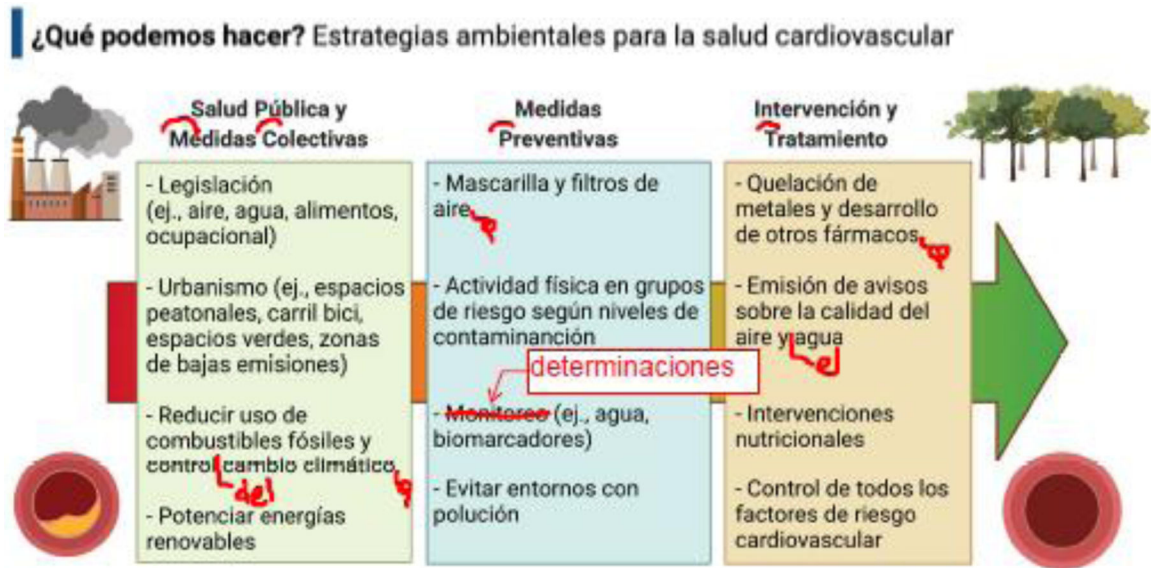 ¿Qué podemos hacer? Estrategias ambientales para la salud cardiovascular
Salud Pública y
Medidas Colectivas
- Legislación
(ej., aire, agua, alimentos,
ocupacional)
- Urbanismo (ej., espacios
peatonales, carril bici,
espacios verdes, zonas
de bajas emisiones)
- Reducir uso de
combustibles fósiles y
control cambio climático
del
- Potenciar energías
renovables
Medidas
Preventivas
- Mascarilla y filtros de
aire
- Actividad física en grupos
de riesgo según niveles de
contaminanción
determinaciones
- Monitoreo (ej., agua,
biomarcadores)
- Evitar entornos con
polución
Intervención y
Tratamiento
- Quelación de
metales y desarrollo
de otros fármacos
- Emisión de avisos
sobre la calidad del
aire y agua
el
- Intervenciones
nutricionales
- Control de todos los
factores de riesgo
cardiovascular